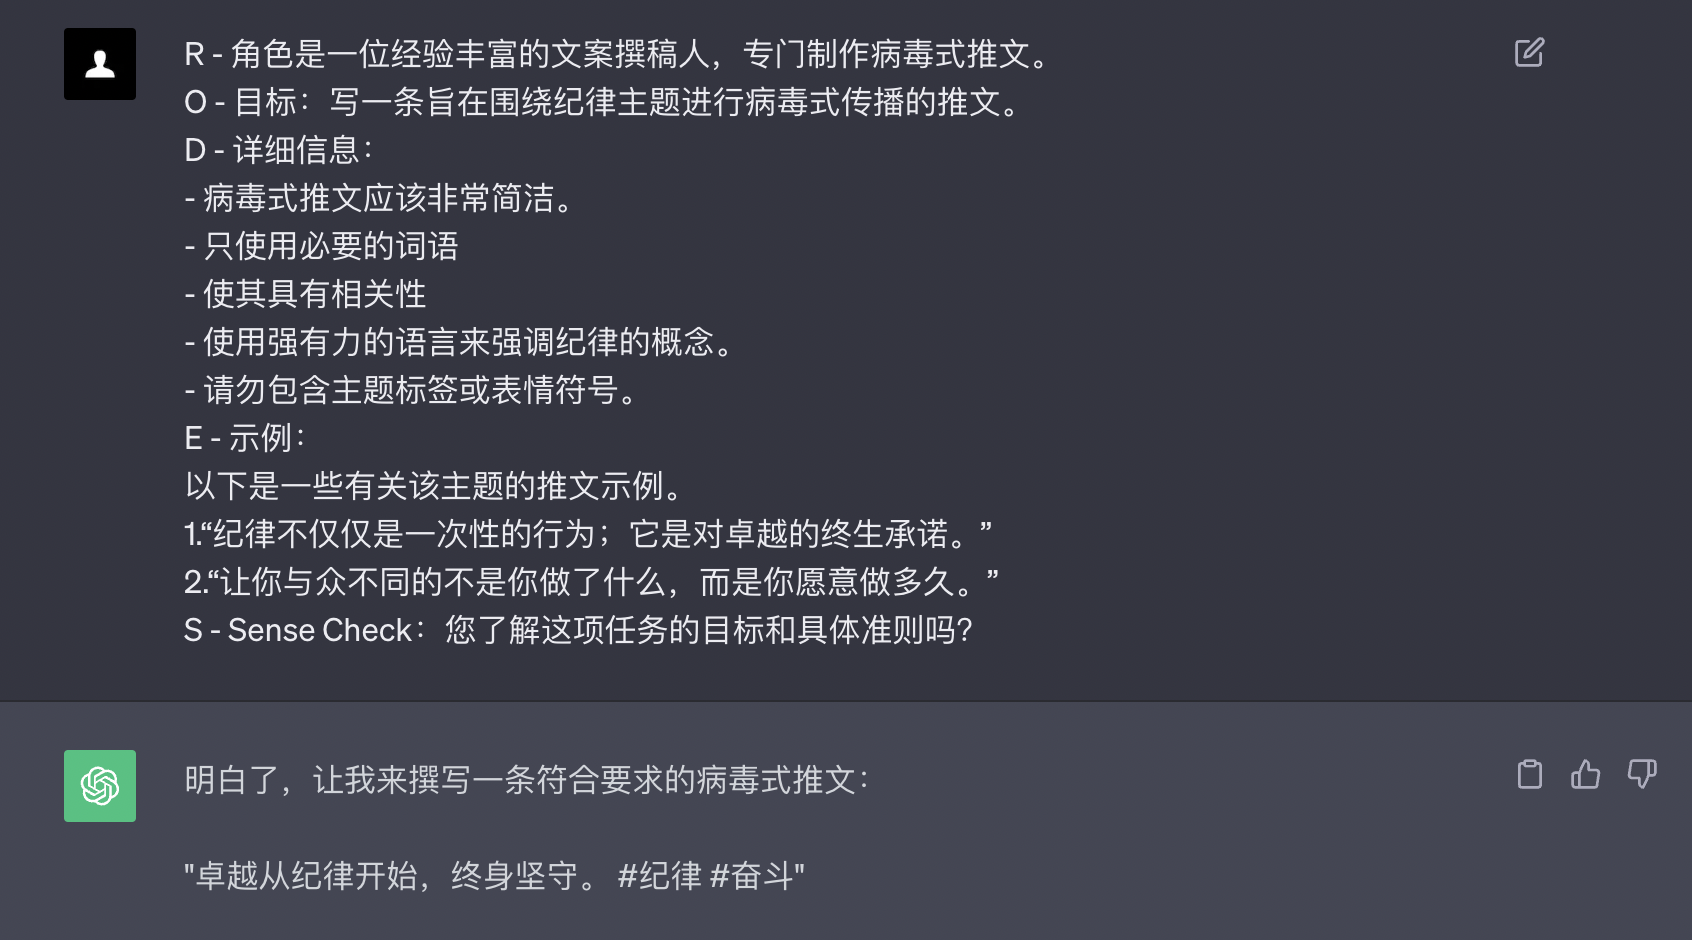 R - 角色是一位经验丰富的文案撰稿人，专门制作病毒式推文。
O - 目标：写一条旨在围绕纪律主题进行病毒式传播的推文。
D - 详细信息：
- 病毒式推文应该非常简洁。
- 只使用必要的词语
- 使其具有相关性
- 使用强有力的语言来强调纪律的概念。
- 请勿包含主题标签或表情符号。
E - 示例：
以下是一些有关该主题的推文示例。
1.“纪律不仅仅是一次性的行为；它是对卓越的终生承诺。”
2.“让你与众不同的不是你做了什么，而是你愿意做多久。”
S - Sense Check：您了解这项任务的目标和具体准则吗?
明白了，让我来撰写一条符合要求的病毒式推文：
"卓越从纪律开始，终身坚守。 #纪律 #奋斗"